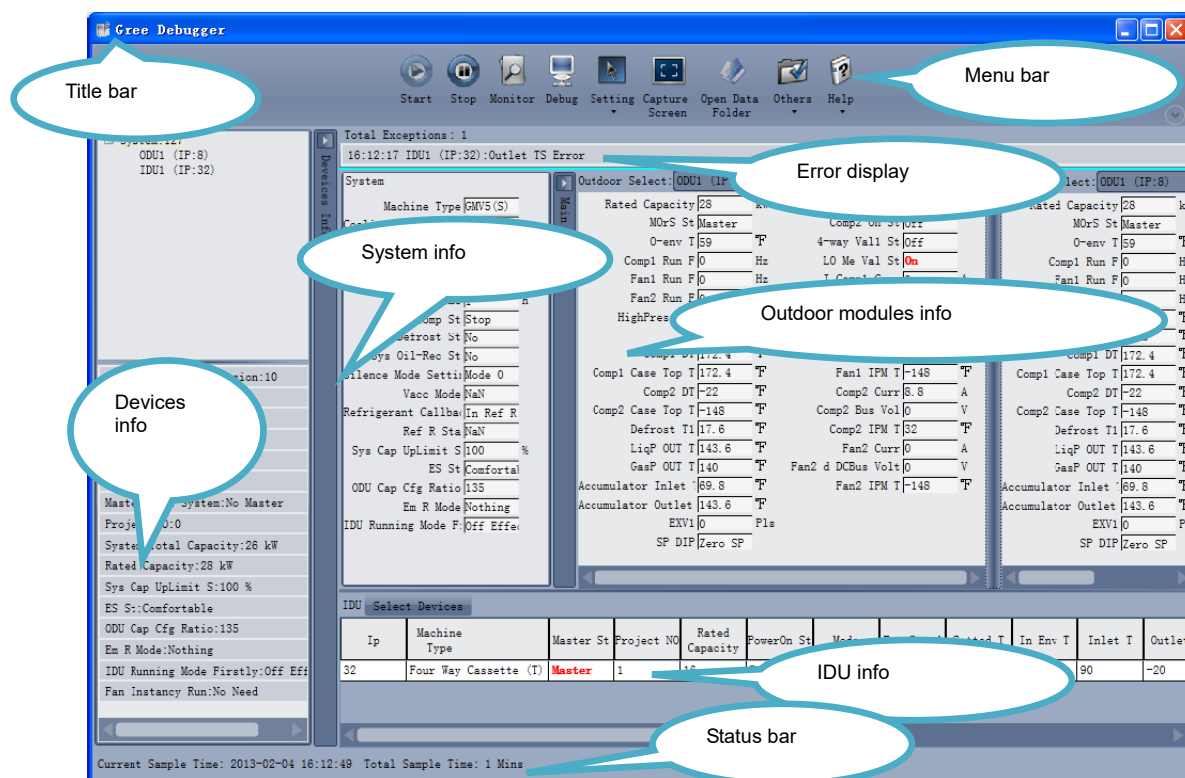 Gree Debugger
Title bar
Menu bar
Start Stop Monitor Debug Setting Capture Screen Open Data Folder Others Help
ODU1 (IP:8)
IDU1 (IP:32)
Total Exceptions: 1
16:12:17 IDU1 (IP:32):Outlet TS Error
Error display
System
Machine Type GMV5(S)
System info
Comp St Stop
No
Sys Oil-Rec St No
Silence Mode Settin Mode 0
Vacc Mode NaN
Refrigerant Callbac In Ref R
Ref R Sta NaN
Sys Cap UpLimit S 100 %
ES St Comfortal
ODU Cap Cfg Ratio 135
Em R Mode Nothing
IDU Running Mode F: Off Effec
Outdoor Select: ODU1
Rated Capacity 28
MOrS St Master
O-env T 59 ℉
Comp1 Run F 0 Hz
Fan1 Run F 0 Hz
Fan2 Run F
Outdoor modules info
172.4 ℉
Comp1 Case Top T 172.4 ℉
Comp2 DT -22 ℉
Comp2 Case Top T -148 ℉
Defrost T1 17.6 ℉
LiqP OUT T 143.6 ℉
GasP OUT T 140 ℉
Accumulator Inlet 69.8 ℉
Accumulator Outlet 143.6 ℉
EXV1 0 Pls
SP DIP Zero SP
4-way Val1 St Off
LO Me Val St On
Fan1 IPM T -148 ℉
Comp2 Curr 8.8 A
Comp2 Bus Vol 0 V
Comp2 IPM T 32 ℉
Fan2 Curr 0 A
Fan2 d DCBus Volt 0 V
Fan2 IPM T -148 ℉
ODU1 (IP:8)
Rated Capacity 28
MOrS St Master
O-env T 59
Comp1 Run F 0
Fan1 Run F 0
Comp1 DT 172.4
Comp1 Case Top T 172.4
Comp2 DT -22
Comp2 Case Top T -148
Defrost T1 17.6
LiqP OUT T 143.6
GasP OUT T 140
Accumulator Inlet 69.8
Accumulator Outlet 143.6
EXV1 0
SP DIP Zero SP
Devices info
System:No Master
System Total Capacity:26 kW
Rated Capacity:28 kW
Sys Cap UpLimit S:100 %
ES S::Comfortable
ODU Cap Cfg Ratio:135
Em R Mode:Nothing
IDU Running Mode Firstly:Off Eff
Fan Instancy Run:No Need
IDU Select Devices
Ip Machine Type Master St Project NO Rated Capacity PowerOn St In Env T Inlet T Outlet
32 Four Way Cassette (T) Master 1 90 -20
IDU info
Status bar
Current Sample Time: 2013-02-04 16:12:49 Total Sample Time: 1 Mins